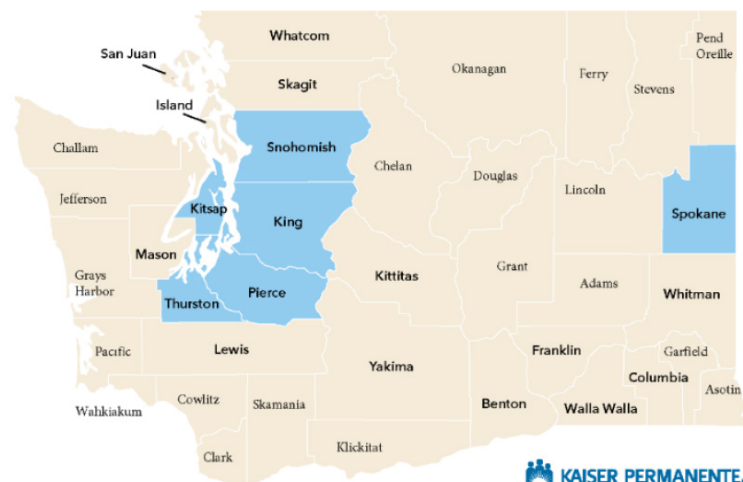 Whatcom
Pend
Oreille
San Juan
Okanagan
Ferry
Stevens
Skagit
Island
Challam
Snohomish
Chelan
Douglas
Lincoln
Jefferson
Kitsap
King
Spokane
Mason
Kittitas
Grant
Adams
Grays
Harbor
Thurston
Pierce
Whitman
Pacific
Lewis
Yakima
Franklin
Garfield
Columbia
Asotin
Wahkiakum
Cowlitz
Skamania
Benton
Walla Walla
Clark
Klickitat
KAISER PERMANENTE